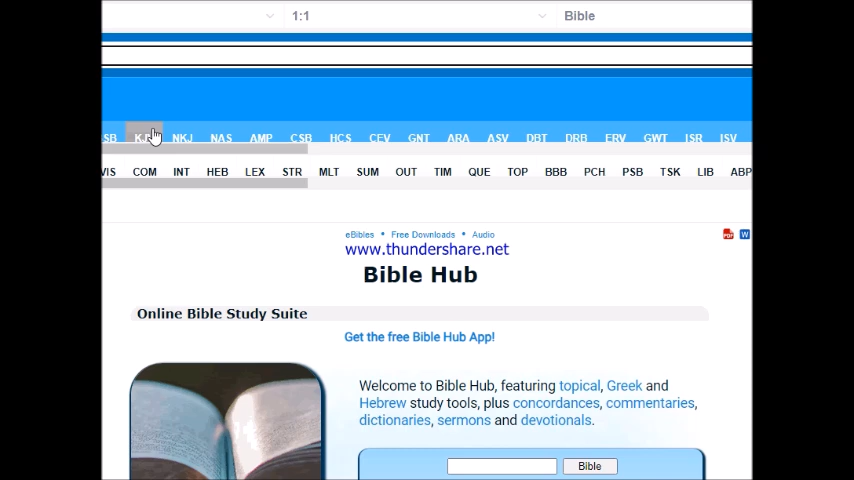 1:1 Bible
SB NKJ NAS AMP CSB HCS CEV GNT ARA ASV DBT DRB ERV GWT ISR ISV
VIS COM INT HEB LEX STR MLT SUM OUT TIM QUE TOP BBB PCH PSB TSK LIB ABP
eBibles • Free Downloads • Audio
www.thundershare.net
Bible Hub
Online Bible Study Suite
Get the free Bible Hub App!
Welcome to Bible Hub, featuring topical, Greek and
Hebrew study tools, plus concordances, commentaries,
dictionaries, sermons and devotionals.
Bible